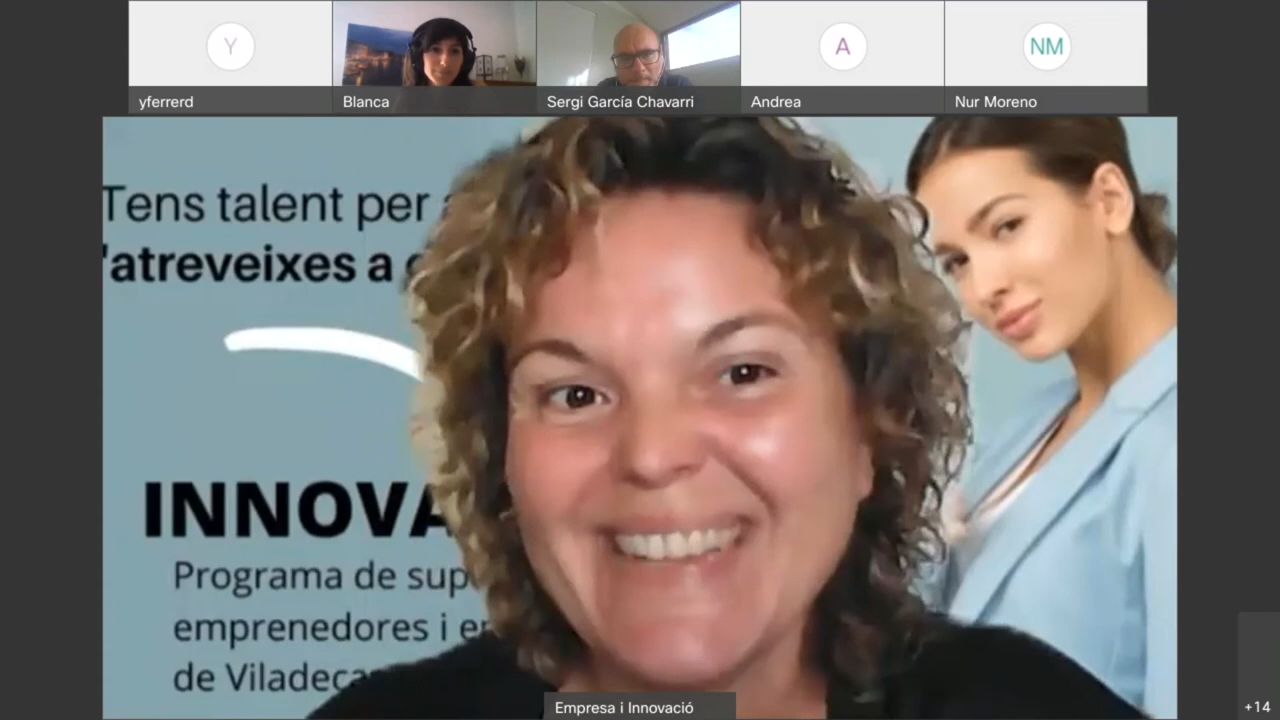 Y
A
NM
yferrerd
Blanca
Sergi García Chavarri
Andrea
Nur Moreno
Tens talent per
'atreveixes a
INNOVA
Programa de sup
emprenedores i
de Viladeca
Empresa i Innovació
+14